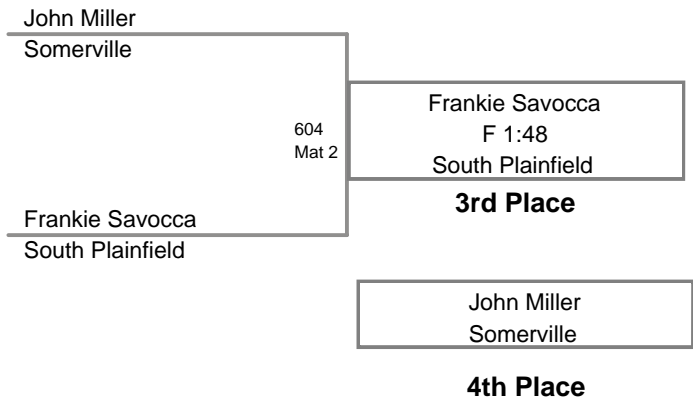 John Miller
Somerville
604
Mat 2
Frankie Savocca
F 1:48
South Plainfield
3rd Place
Frankie Savocca
South Plainfield
John Miller
Somerville
4th Place